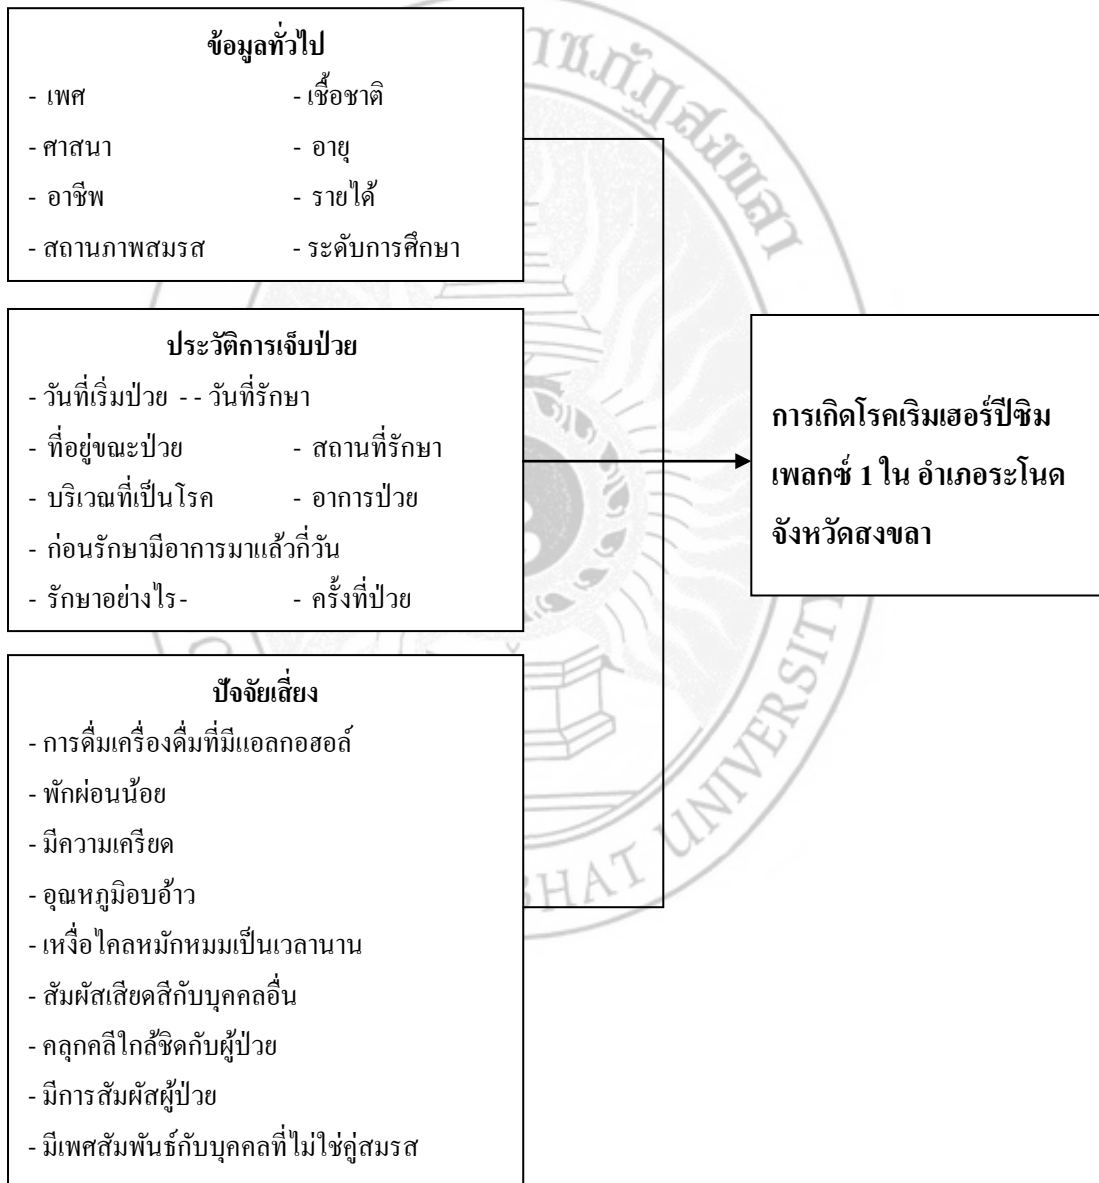 ข้อมูลทั่วไป
- เพศ - เชื้อชาติ
- ศาสนา - อายุ
- อาชีพ - รายได้
- สถานภาพสมรส - ระดับการศึกษา
ประวัติการเจ็บป่วย
- วันที่เริ่มป่วย - - วันที่รักษา
- ที่อยู่ขณะป่วย - สถานที่รักษา
- บริเวณที่เป็นโรค - อาการป่วย
- ก่อนรักษามีอาการมาแล้วกี่วัน
- รักษาอย่างไร- - ครั้งที่ป่วย
ปัจจัยเสี่ยง
- การดื่มเครื่องดื่มที่มีแอลกอฮอล์
- พักผ่อนน้อย
- มีความเครียด
- อุณหภูมิอบอ้าว
- เหงื่อไคลหมักหมมเป็นเวลานาน
- สัมผัสเสียดสีกับบุคคลอื่น
- คลุกคลีใกล้ชิดกับผู้ป่วย
- มีการสัมผัสผู้ป่วย
- มีเพศสัมพันธ์กับบุคคลที่ไม่ใช่คู่สมรส
การเกิดโรคเริมเฮอร์ปีซิม
เพลกซ์ 1 ใน อำเภอระโนด
จังหวัดสงขลา
ราชภัฏสงขลา
UNIVERSIT